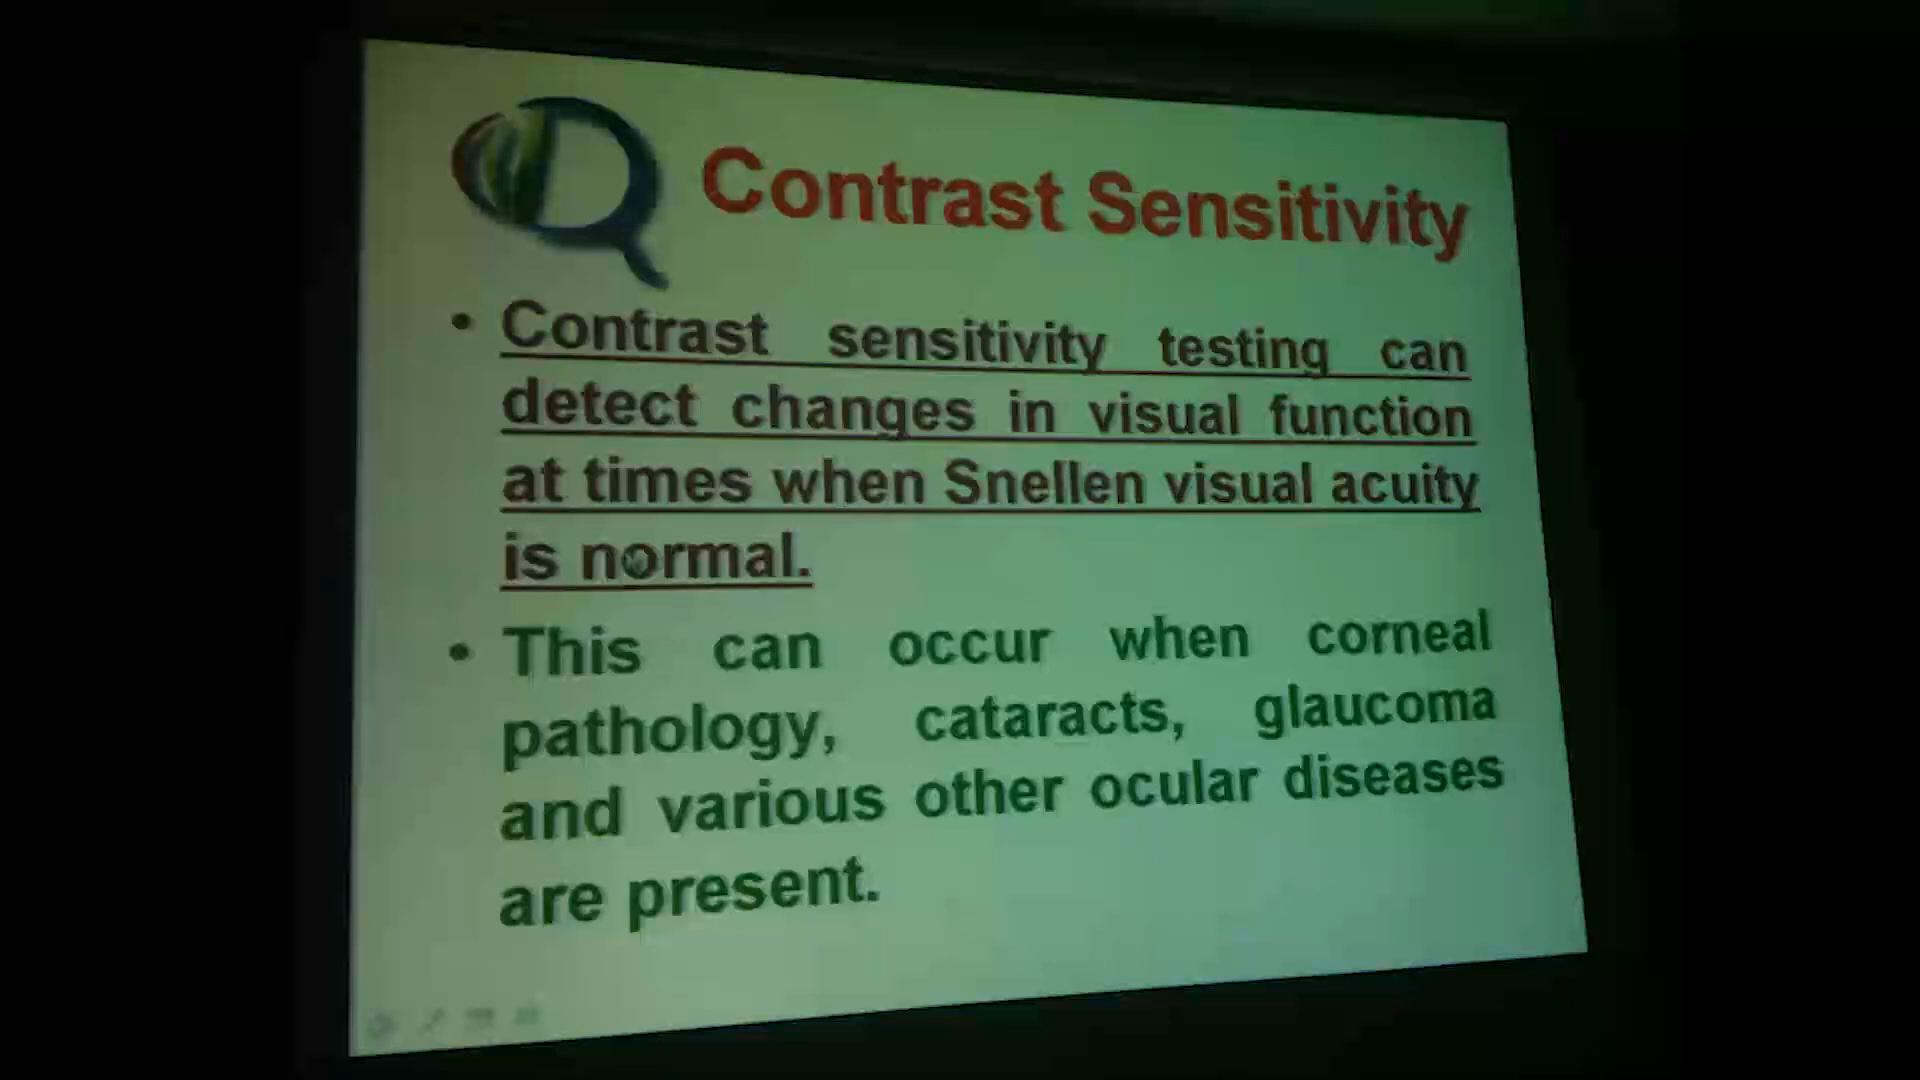 Contrast Sensitivity
• Contrast sensitivity testing can
detect changes in visual function
at times when Snellen visual acuity
is normal.
• This can occur when corneal
pathology, cataracts, glaucoma
and various other ocular diseases
are present.